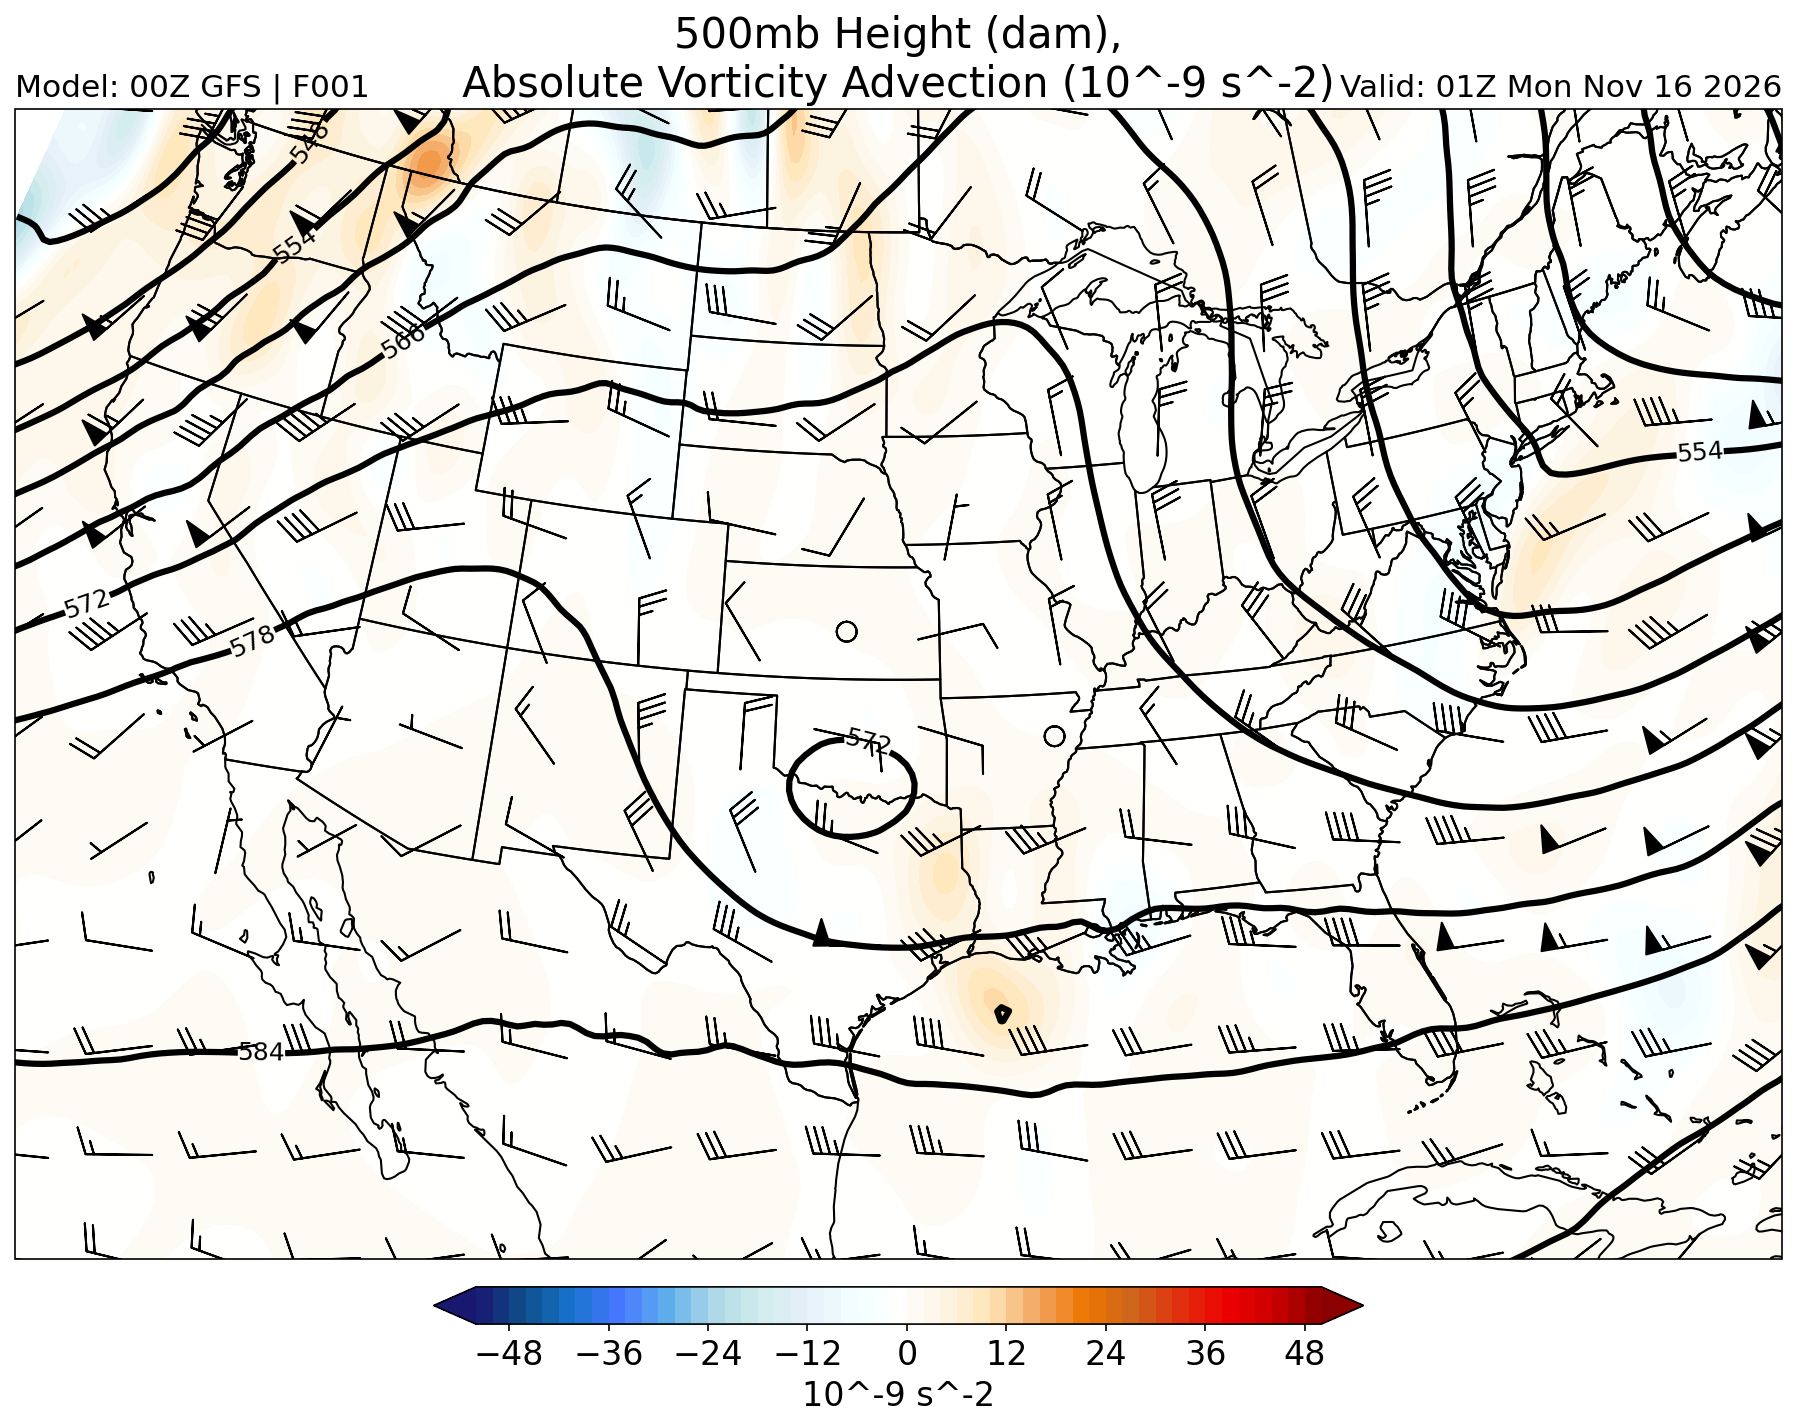 500mb Height (dam),
Model: 00Z GFS | F001
Absolute Vorticity Advection (10^-9 s^-2)
Valid: 01Z Mon Nov 16 2026
548
554
566
554
572
578
572
584
−48 −36 −24 −12 0 12 24 36 48
10^-9 s^-2